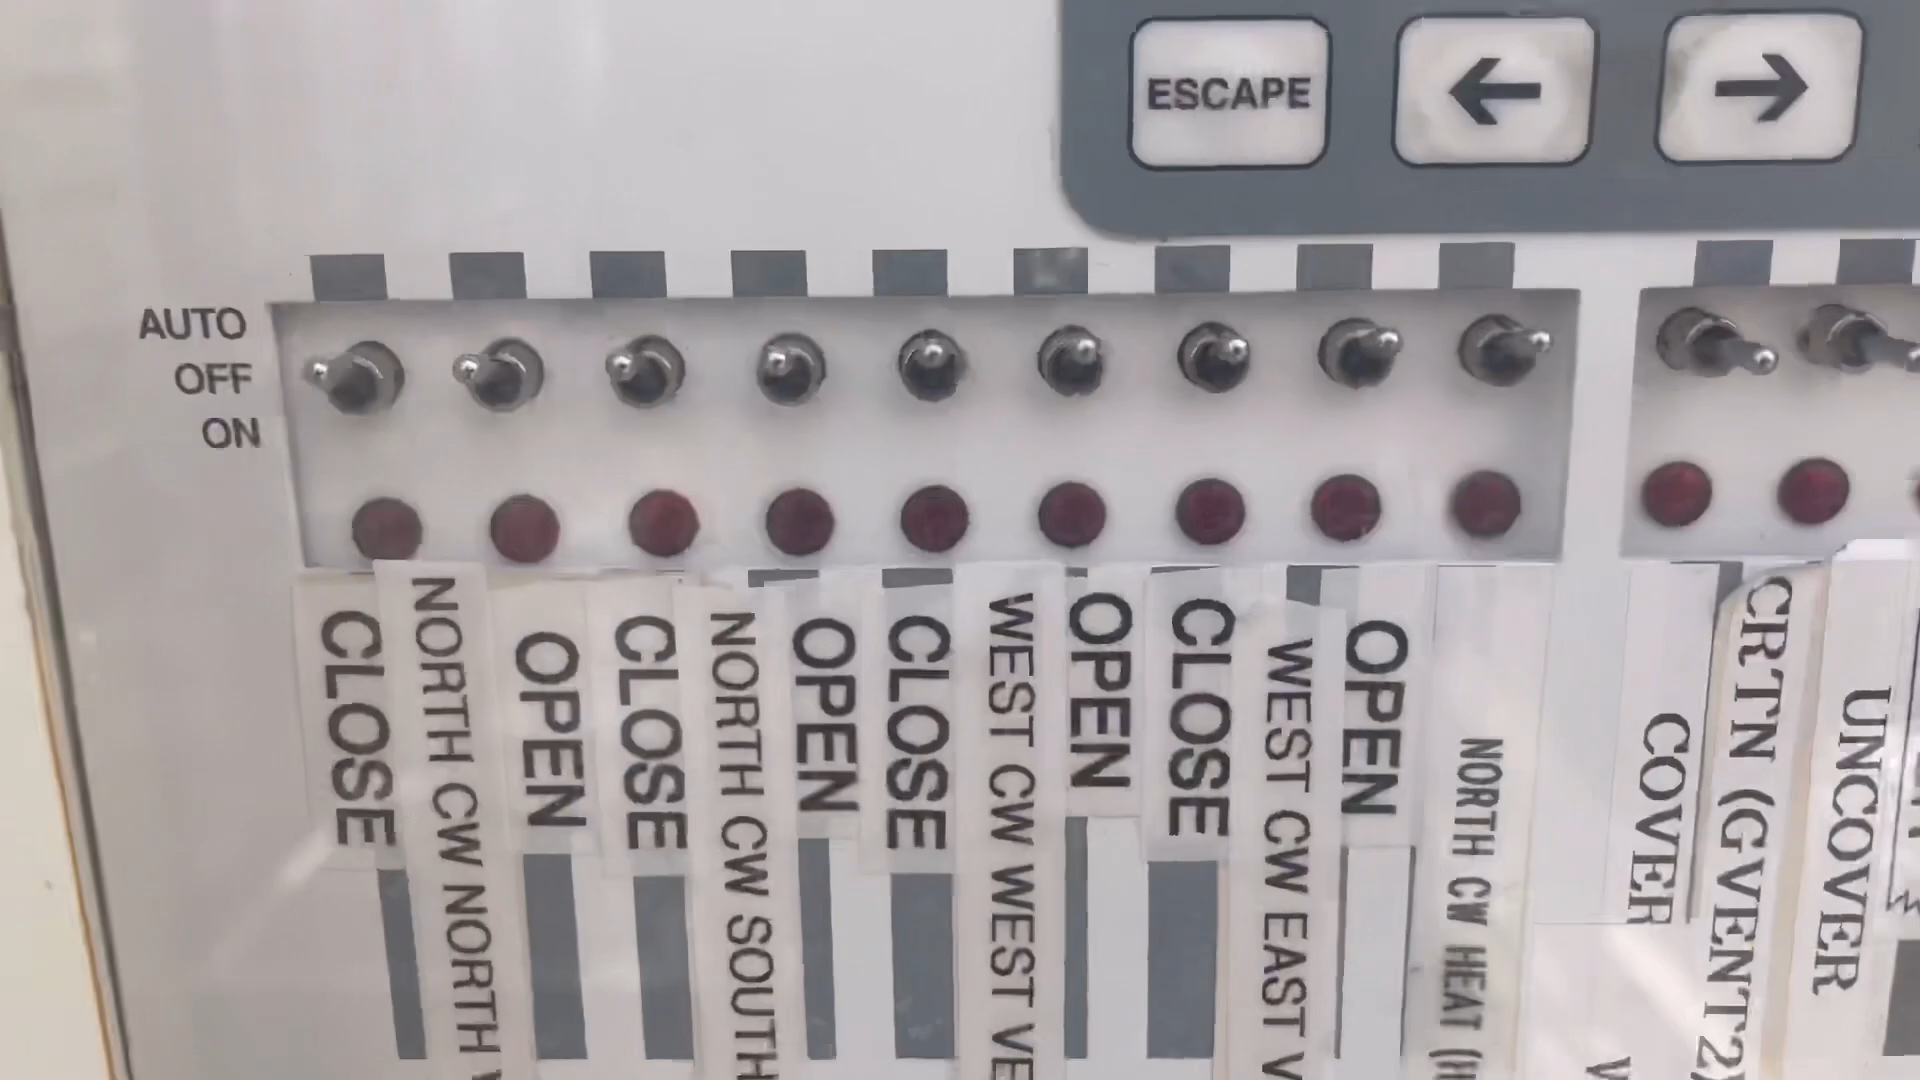 ESCAPE
AUTO
OFF
ON
CLOSE
NORTH CW NORTH
OPEN
CLOSE
NORTH CW SOUTH
OPEN
CLOSE
WEST CW WEST VE
OPEN
CLOSE
WEST CW EAST V
OPEN
NORTH CW HEAT
COVER
CRTN (GVENT2)
UNCOVER